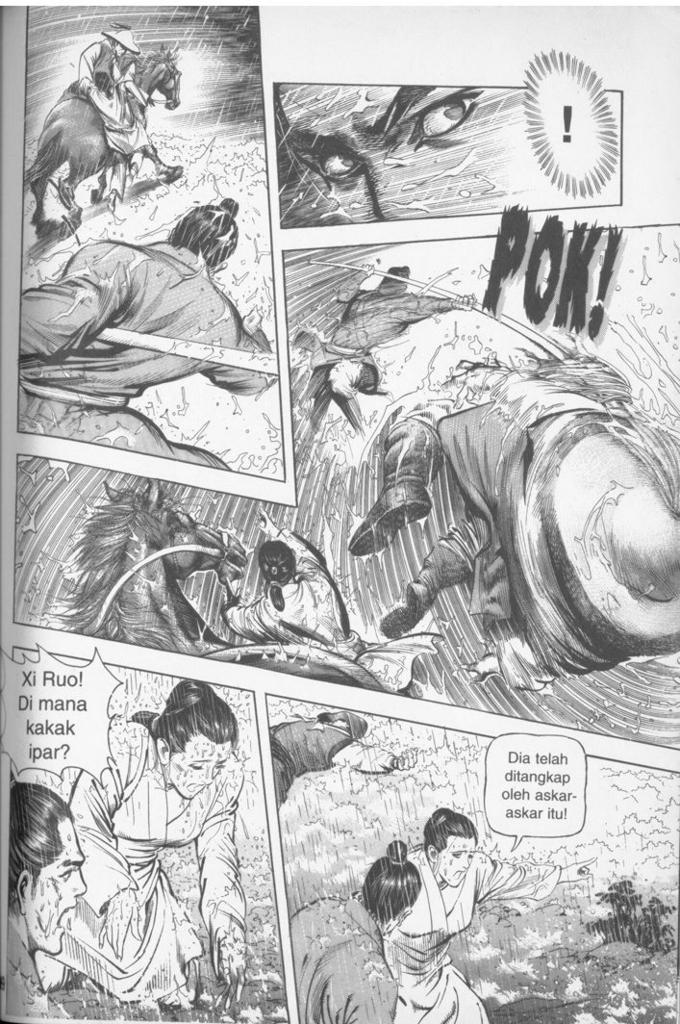 !
POK!
Xi Ruo!
Di mana
kakak
ipar?
Dia telah
ditangkap
oleh askar-
askar itu!